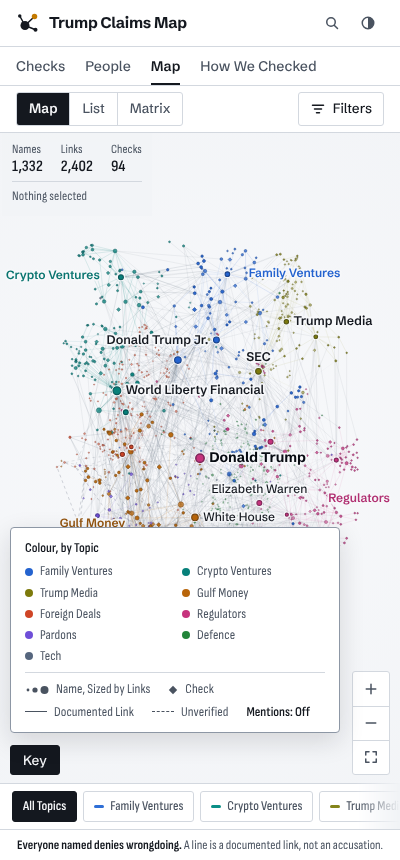 Trump Claims Map
Checks People Map How We Checked
Map List Matrix Filters
Names Links Checks
1,332 2,402 94
Nothing selected
Crypto Ventures
Family Ventures
Trump Media
Donald Trump Jr.
SEC
World Liberty Financial
Donald Trump
Elizabeth Warren
Regulators
White House
Gulf Money
Colour, by Topic
Family Ventures Crypto Ventures
Trump Media Gulf Money
Foreign Deals Regulators
Pardons Defence
Tech
Name, Sized by Links Check
Documented Link Unverified Mentions: Off
Key
All Topics Family Ventures Crypto Ventures Trump Med
Everyone named denies wrongdoing. A line is a documented link, not an accusation.